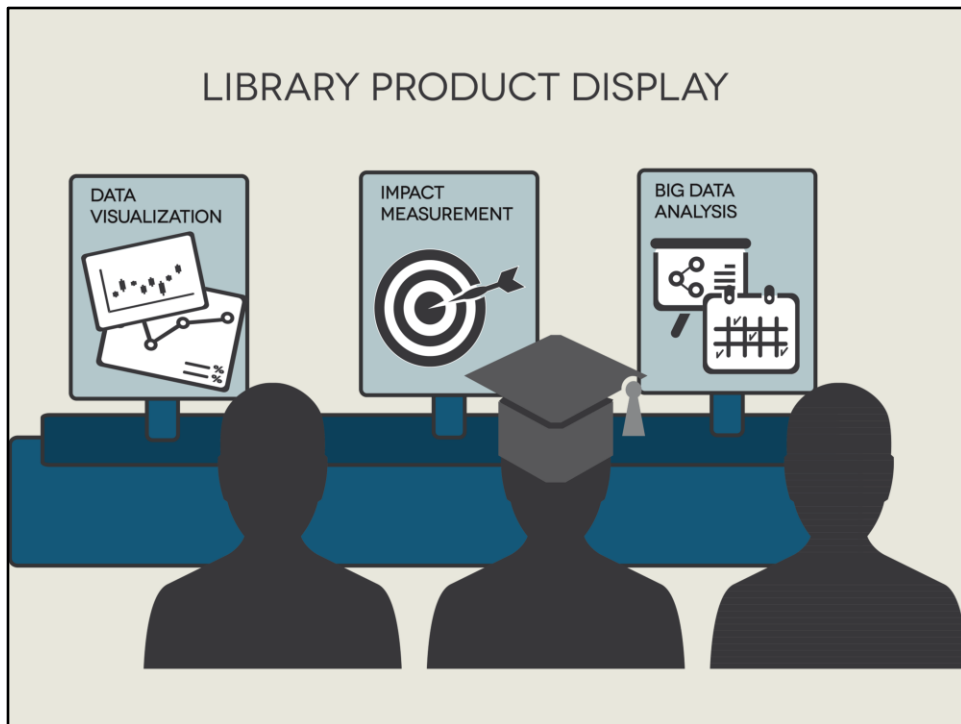 LIBRARY PRODUCT DISPLAY
DATA
VISUALIZATION
%
%
IMPACT
MEASUREMENT
BIG DATA
ANALYSIS